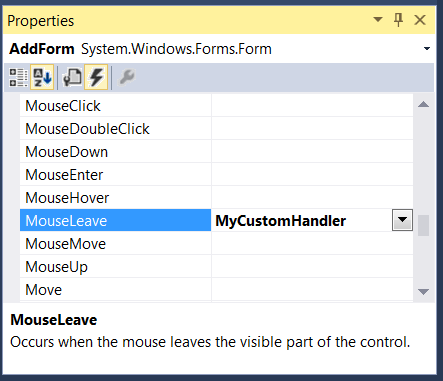 Properties
AddForm System.Windows.Forms.Form
MouseClick
MouseDoubleClick
MouseDown
MouseEnter
MouseHover
MouseLeave MyCustomHandler
MouseMove
MouseUp
Move
MouseLeave
Occurs when the mouse leaves the visible part of the control.